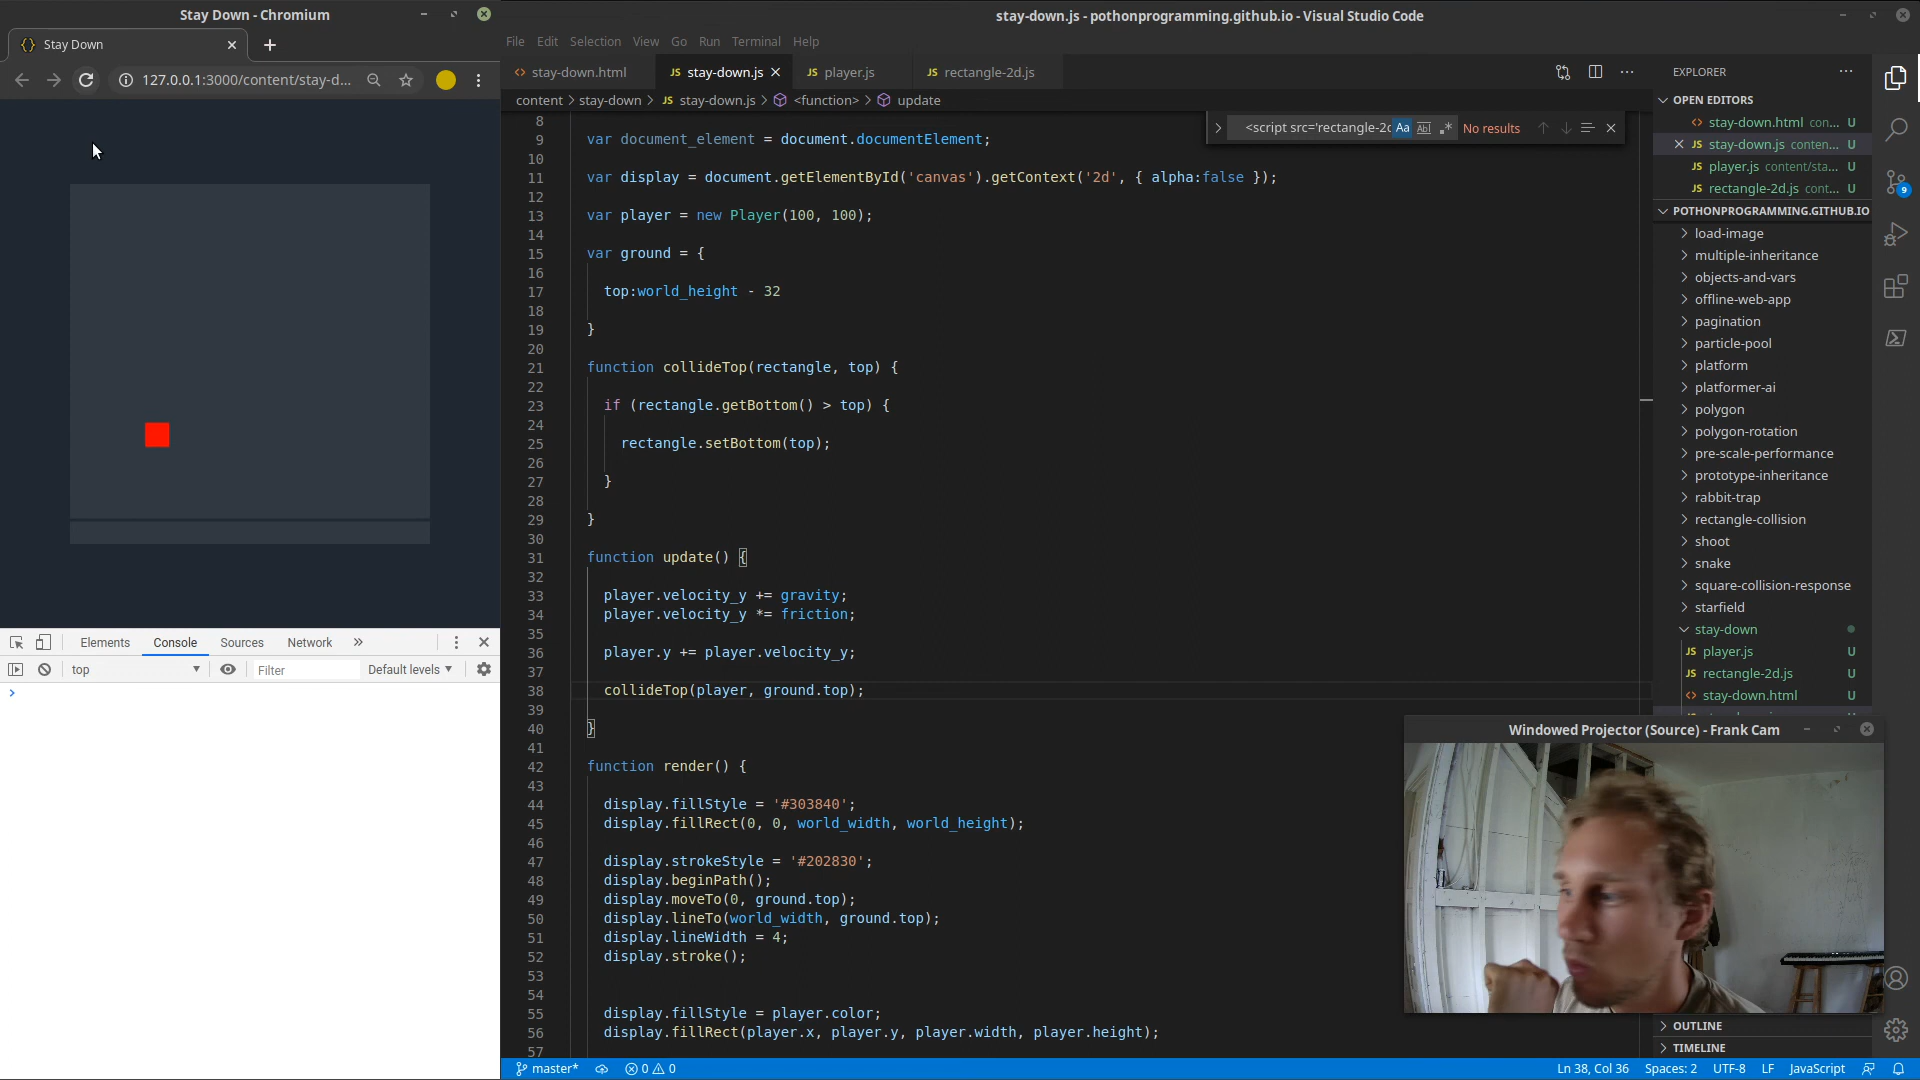 Stay Down - Chromium
Stay Down
127.0.0.1:3000/content/stay-d...
Elements
Console
Sources
Network
top
Filter
Default levels
stay-down.js - pothonprogramming.github.io - Visual Studio Code
File Edit Selection View Go Run Terminal Help
stay-down.html
JS stay-down.js
JS player.js
JS rectangle-2d.js
content > stay-down > JS stay-down.js > <function> > update
<script src='rectangle-2d
Aa
No results
8
9 var document_element = document.documentElement;
10
11 var display = document.getElementById('canvas').getContext('2d', { alpha:false });
12
13 var player = new Player(100, 100);
14
15 var ground = {
16
17 top:world_height - 32
18
19 }
20
21 function collideTop(rectangle, top) {
22
23 if (rectangle.getBottom() > top) {
24
25 rectangle.setBottom(top);
26
27 }
28
29 }
30
31 function update() {
32
33 player.velocity_y += gravity;
34 player.velocity_y *= friction;
35
36 player.y += player.velocity_y;
37
38 collideTop(player, ground.top);
39
40 }
41
42 function render() {
43
44 display.fillStyle = '#303840';
45 display.fillRect(0, 0, world_width, world_height);
46
47 display.strokeStyle = '#202830';
48 display.beginPath();
49 display.moveTo(0, ground.top);
50 display.lineTo(world_width, ground.top);
51 display.lineWidth = 4;
52 display.stroke();
53
54
55 display.fillStyle = player.color;
56 display.fillRect(player.x, player.y, player.width, player.height);
57
EXPLORER
OPEN EDITORS
stay-down.html con... U
JS stay-down.js conten... U
JS player.js content/sta... U
JS rectangle-2d.js cont... U
POTHONPROGRAMMING.GITHUB.IO
load-image
multiple-inheritance
objects-and-vars
offline-web-app
pagination
particle-pool
platform
platformer-ai
polygon
polygon-rotation
pre-scale-performance
prototype-inheritance
rabbit-trap
rectangle-collision
shoot
snake
square-collision-response
starfield
stay-down
JS player.js U
JS rectangle-2d.js U
stay-down.html U
9
Windowed Projector (Source) - Frank Cam
OUTLINE
TIMELINE
master*
0 0
Ln 38, Col 36
Spaces: 2
UTF-8
LF
JavaScript